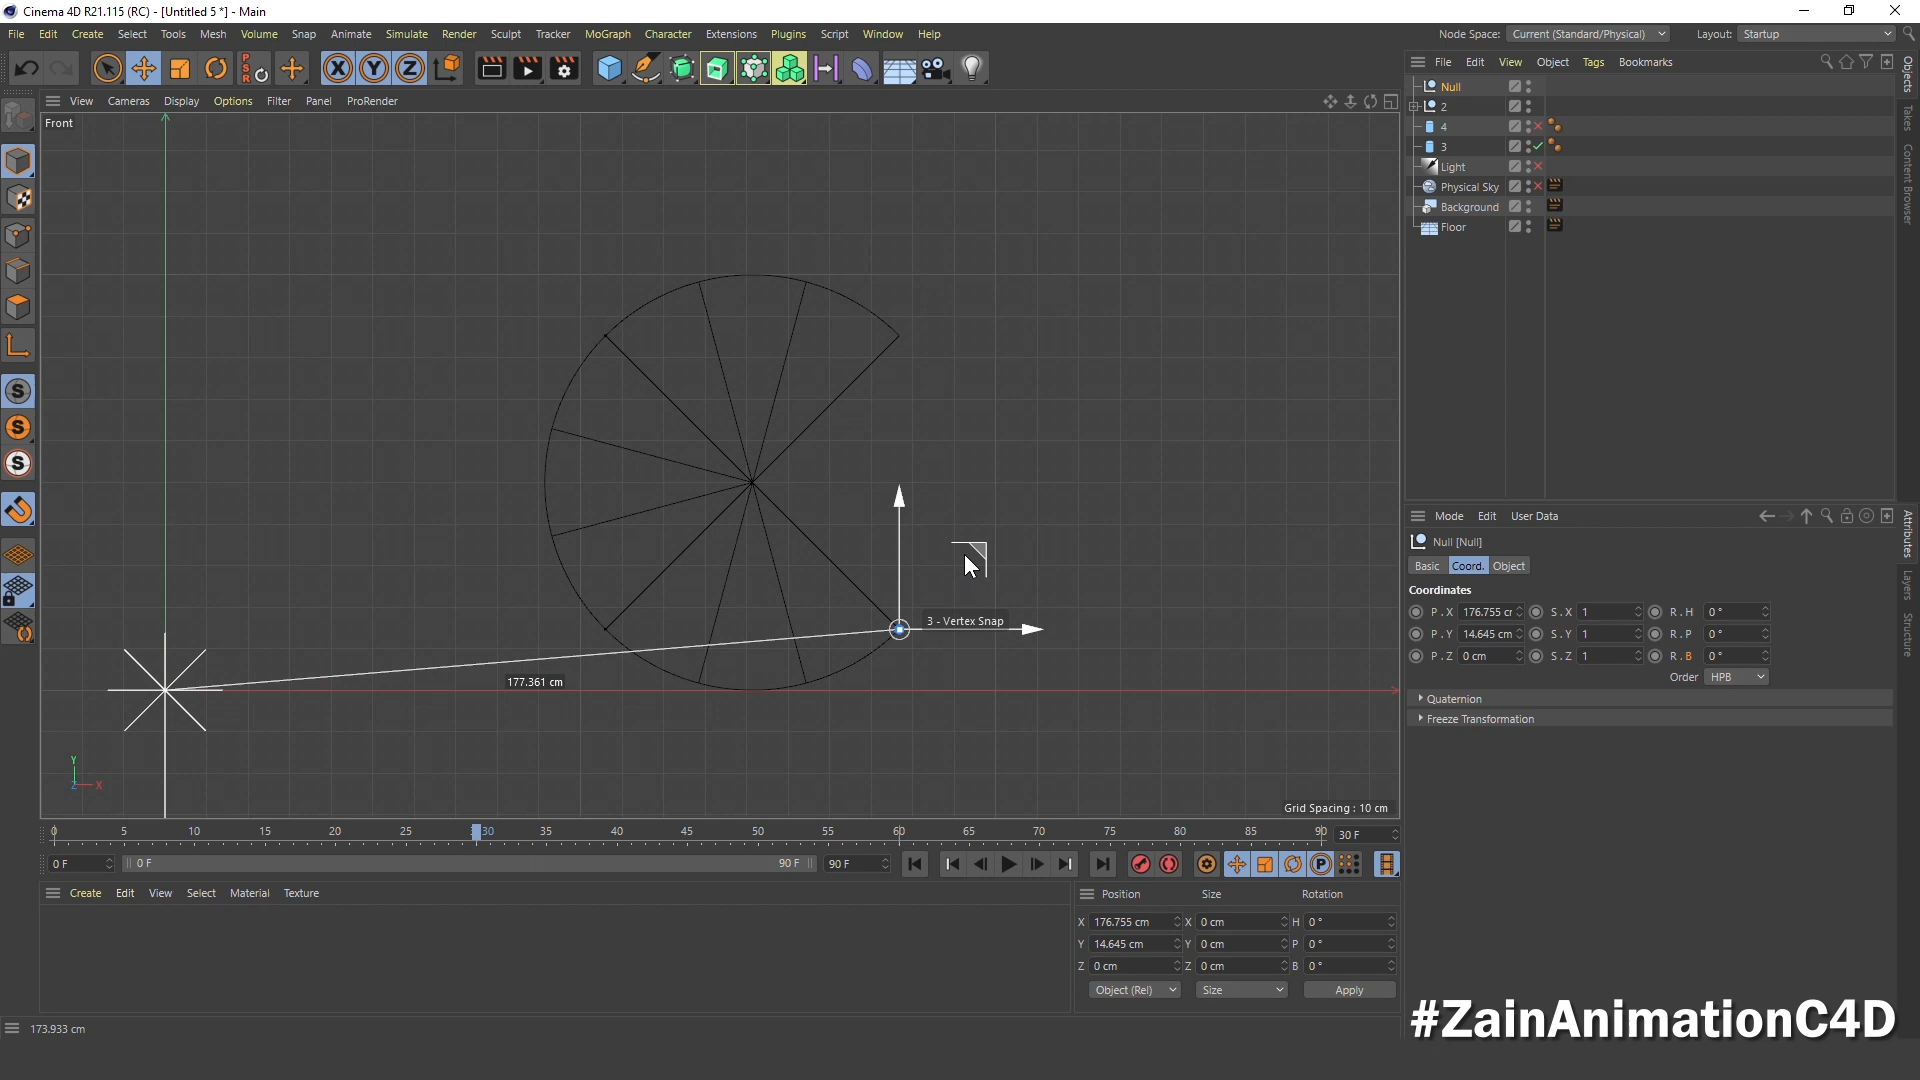 Cinema 4D R21.115 (RC) - [Untitled 5 *] - Main
File Edit Create Select Tools Mesh Volume Snap Animate Simulate Render Sculpt Tracker MoGraph Character Extensions Plugins Script Window Help
Node Space: Current (Standard/Physical) Layout: Startup
PSR X Y Z
File Edit View Object Tags Bookmarks
Objects
Takes
Content Browser
View Cameras Display Options Filter Panel ProRender
Front
Null
2
4
3
Light
Physical Sky
Background
Floor
S
S
S
3 - Vertex Snap
177.361 cm
Y
Z X
Grid Spacing : 10 cm
Mode Edit User Data
Attributes
Layers
Structure
Null [Null]
Basic Coord. Object
Coordinates
P . X 176.755 cr S . X 1 R . H 0 °
P . Y 14.645 cm S . Y 1 R . P 0 °
P . Z 0 cm S . Z 1 R . B 0 °
Order HPB
Quaternion
Freeze Transformation
0 5 10 15 20 25 30 35 40 45 50 55 60 65 70 75 80 85 90 30 F
0 F 0 F 90 F 90 F P
Create Edit View Select Material Texture
Position Size Rotation
X 176.755 cm X 0 cm H 0 °
Y 14.645 cm Y 0 cm P 0 °
Z 0 cm Z 0 cm B 0 °
Object (Rel) Size Apply
173.933 cm
#ZainAnimationC4D